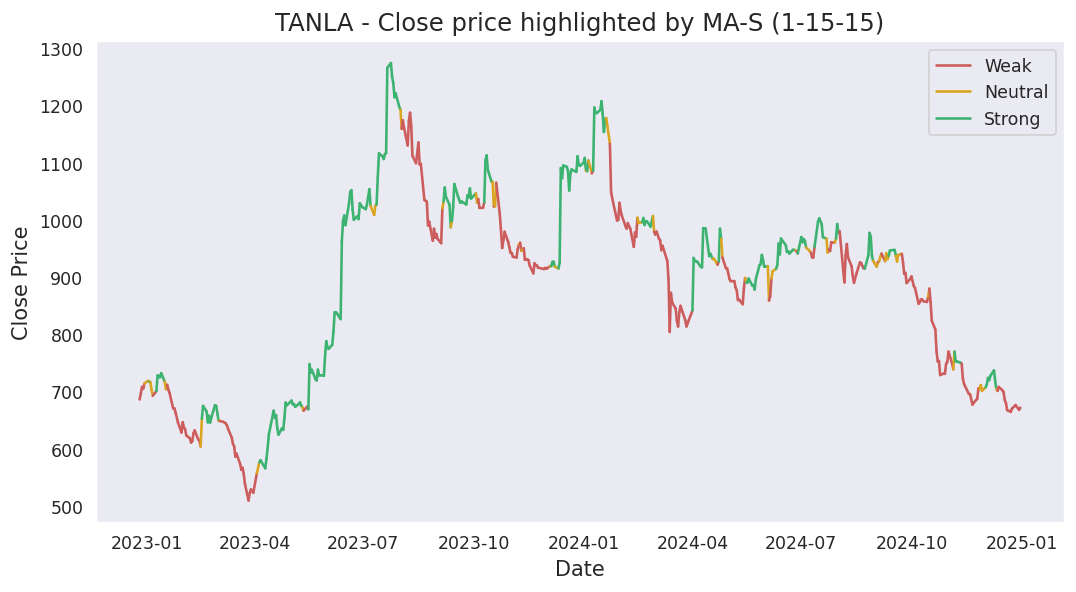 TANLA - Close price highlighted by MA-S (1-15-15)
Weak
Neutral
Strong
Close Price
1300
1200
1100
1000
900
800
700
600
500
2023-01 2023-04 2023-07 2023-10 2024-01 2024-04 2024-07 2024-10 2025-01
Date